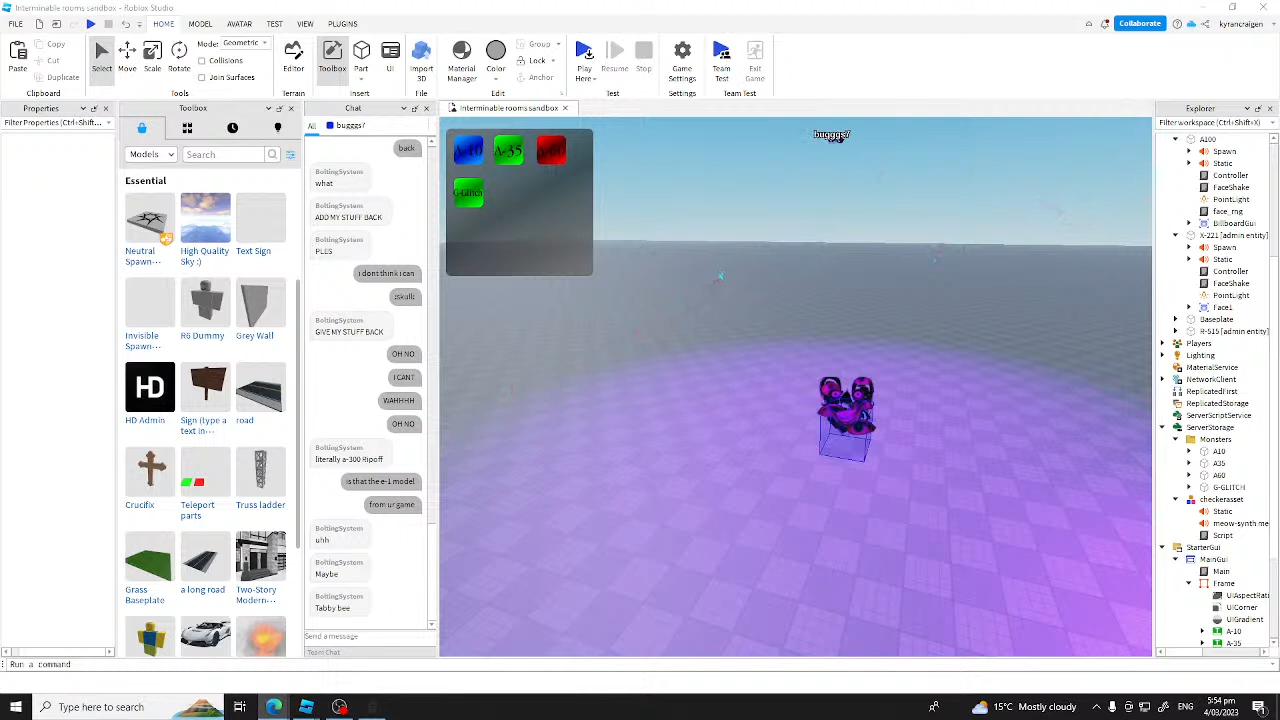 Interminable rooms sandbox - Roblox Studio
FILE HOME MODEL AVATAR TEST VIEW PLUGINS
Collaborate kyrncraigen
Paste Copy Cut Duplicate
Clipboard
Select Move Scale Rotate
Mode: Geometric
Collisions
Join Surfaces
Tools
Editor
Terrain
Toolbox Part UI
Insert
Import 3D
File
Material Manager Color
Group
Lock
Anchor
Edit
Play Here Resume Stop
Test
Game Settings
Settings
Team Test Exit Game
Team Test
Properties
Filter Properties (Ctrl+Shift...
Toolbox
Models Search
Essential
Neutral Spawn... High Quality Sky :) Text Sign
Invisible Spawn... R6 Dummy Grey Wall
HD
HD Admin Sign (type a text in... road
Crucifix Teleport parts Truss ladder
Grass Baseplate a long road Two-Story Modern...
Chat
All bugggs?
back
BoltingSystem
what
BoltingSystem
ADD MY STUFF BACK
BoltingSystem
PLES
i dont think i can
:skull:
BoltingSystem
GIVE MY STUFF BACK
OH NO
I CANT
WAHHHH
OH NO
BoltingSystem
literally a-300 Ripoff
is that the e-1 model
from ur game
BoltingSystem
uhh
BoltingSystem
Maybe
BoltingSystem
Tabby bee
Send a message
Team Chat
Interminable rooms sandbox
A-10 A-35 A-60
G-Glitch
bugggs?
Explorer
Filter workspace (Ctrl+Shift+X)
A100
Spawn
Static
Controller
FaceShake
PointLight
face_rng
BillboardGui
X-221 [admin entity]
Spawn
Static
Controller
FaceShake
PointLight
Face1
Baseplate
R-515 [admin entity]
Players
Lighting
MaterialService
NetworkClient
ReplicatedFirst
ReplicatedStorage
ServerScriptService
ServerStorage
Monsters
A10
A35
A60
G-GLITCH
checkerasset
Static
meow-synth.me
Script
StarterGui
MainGui
Main
Frame
UIAspectRati
UICorner
UIGradient
A-10
A-35
Run a command
Type here to search
15°C Mostly cloudy
5:54 pm
4/03/2023